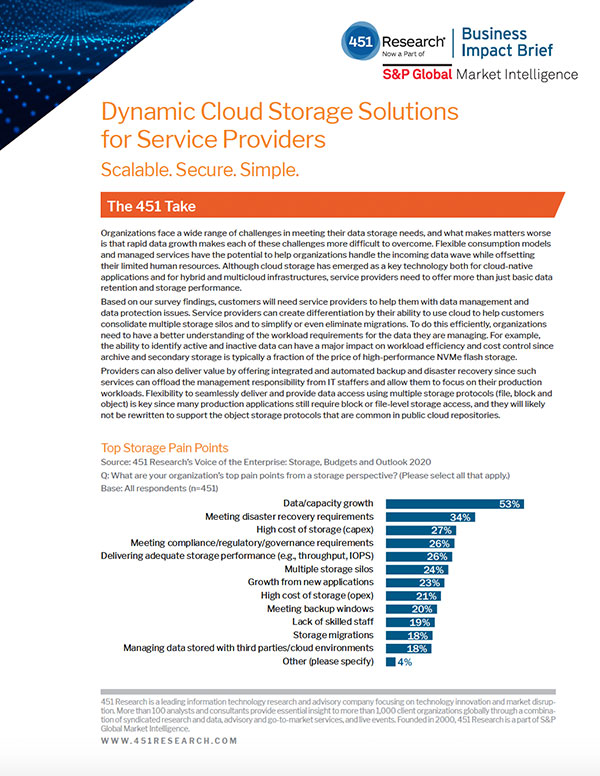 451 Research®
Now a Part of
Business
Impact Brief
S&P Global Market Intelligence
Dynamic Cloud Storage Solutions
for Service Providers
Scalable. Secure. Simple.
The 451 Take
Organizations face a wide range of challenges in meeting their data storage needs, and what makes matters worse
is that rapid data growth makes each of these challenges more difficult to overcome. Flexible consumption models
and managed services have the potential to help organizations handle the incoming data wave while offsetting
their limited human resources. Although cloud storage has emerged as a key technology both for cloud-native
applications and for hybrid and multicloud infrastructures, service providers need to offer more than just basic data
retention and storage performance.
Based on our survey findings, customers will need service providers to help them with data management and
data protection issues. Service providers can create differentiation by their ability to use cloud to help customers
consolidate multiple storage silos and to simplify or even eliminate migrations. To do this efficiently, organizations
need to have a better understanding of the workload requirements for the data they are managing. For example,
the ability to identify active and inactive data can have a major impact on workload efficiency and cost control since
archive and secondary storage is typically a fraction of the price of high-performance NVMe flash storage.
Providers can also deliver value by offering integrated and automated backup and disaster recovery since such
services can offload the management responsibility from IT staffers and allow them to focus on their production
workloads. Flexibility to seamlessly deliver and provide data access using multiple storage protocols (file, block and
object) is key since many production applications still require block or file-level storage access, and they will likely
not be rewritten to support the object storage protocols that are common in public cloud repositories.
Top Storage Pain Points
Source: 451 Research's Voice of the Enterprise: Storage, Budgets and Outlook 2020
Q: What are your organization's top pain points from a storage perspective? (Please select all that apply.)
Base: All respondents (n=451)
Data/capacity growth 53%
Meeting disaster recovery requirements 34%
High cost of storage (capex) 27%
Meeting compliance/regulatory/governance requirements 26%
Delivering adequate storage performance (e.g., throughput, IOPS) 26%
Multiple storage silos 24%
Growth from new applications 23%
High cost of storage (opex) 21%
Meeting backup windows 20%
Lack of skilled staff 19%
Storage migrations 18%
Managing data stored with third parties/cloud environments 18%
Other (please specify) 4%
451 Research is a leading information technology research and advisory company focusing on technology innovation and market disrup-
tion. More than 100 analysts and consultants provide essential insight to more than 1,000 client organizations globally through a combina-
tion of syndicated research and data, advisory and go-to-market services, and live events. Founded in 2000, 451 Research is a part of S&P
Global Market Intelligence.
WWW.451RESEARCH.COM